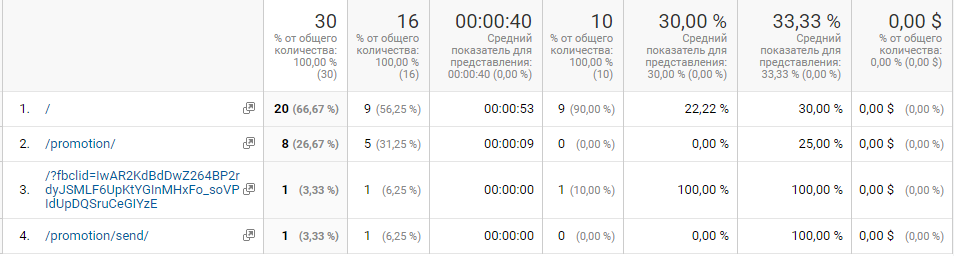 30 16 00:00:40 10 30,00 % 33,33 % 0,00 $
% от общего % от общего Средний % от общего Средний Средний % от общего
количества: количества: показатель для количества: показатель для показатель для количества:
100,00 % 100,00 % представления: 100,00 % представления: представления: 0,00 % (0,00 $)
(30) (16) 00:00:40 (0,00 %) (10) 30,00 % (0,00 %) 33,33 % (0,00 %)
1. / 20 (66,67 %) 9 (56,25 %) 00:00:53 9 (90,00 %) 22,22 % 30,00 % 0,00 $ (0,00 %)
2. /promotion/ 8 (26,67 %) 5 (31,25 %) 00:00:09 0 (0,00 %) 0,00 % 25,00 % 0,00 $ (0,00 %)
3. /?fbclid=IwAR2KdBdDwZ264BP2r
dyJSMLF6UpKtYGInMHxFo_soVP 1 (3,33 %) 1 (6,25 %) 00:00:00 1 (10,00 %) 100,00 % 100,00 % 0,00 $ (0,00 %)
IdUpDQSruCeGIYzE
4. /promotion/send/ 1 (3,33 %) 1 (6,25 %) 00:00:00 0 (0,00 %) 0,00 % 100,00 % 0,00 $ (0,00 %)